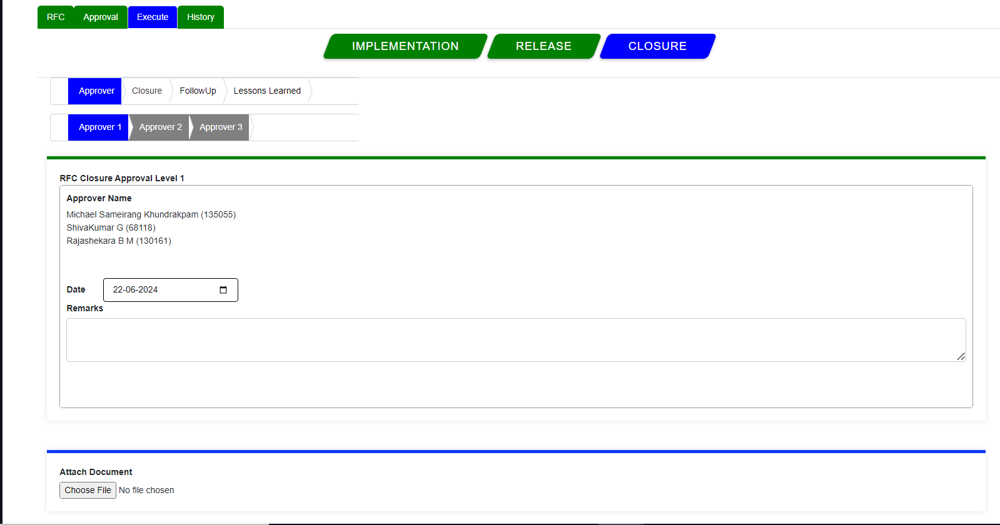 RFC Approval Execute History
IMPLEMENTATION RELEASE CLOSURE
Approver Closure FollowUp Lessons Learned
Approver 1 Approver 2 Approver 3
RFC Closure Approval Level 1
Approver Name
Michael Sameirang Khundrakpam (135055)
ShivaKumar G (68118)
Rajashekara B M (130161)
Date 22-06-2024
Remarks
Attach Document
Choose File No file chosen